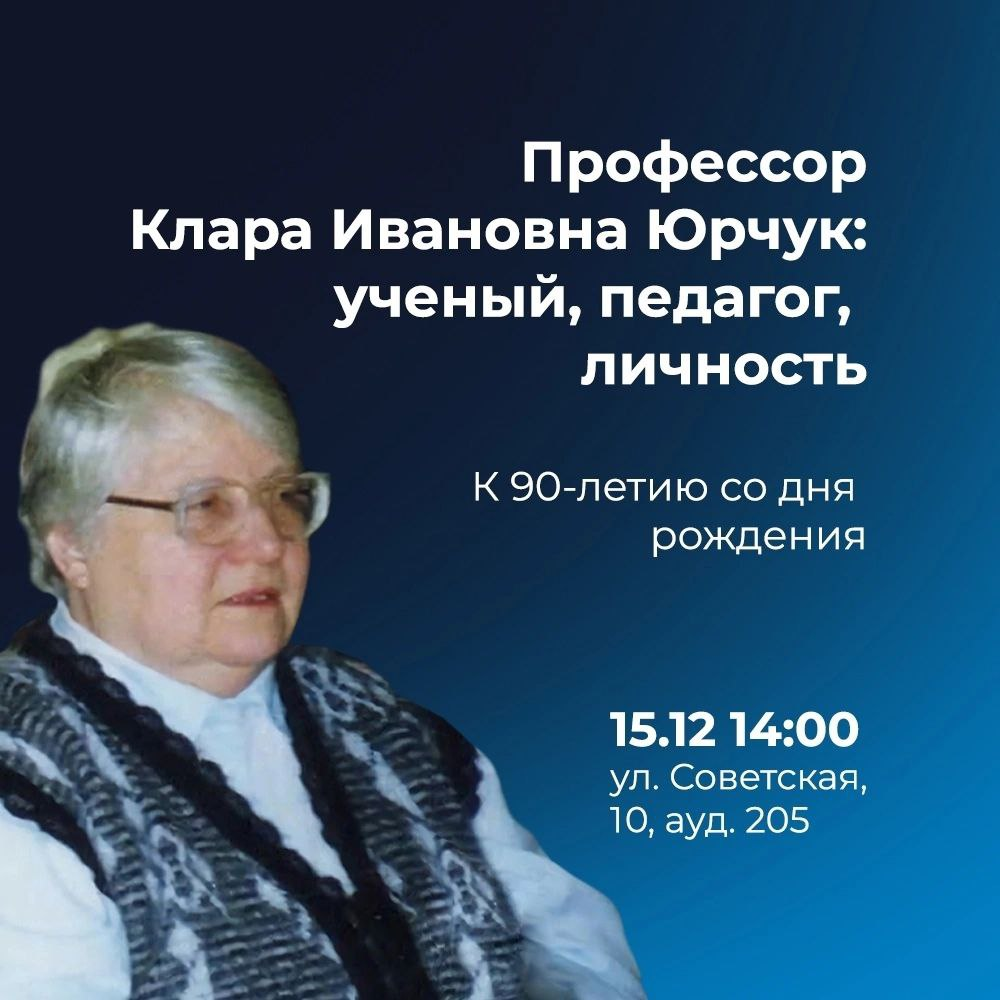 Профессор
Клара Ивановна Юрчук:
ученый, педагог,
личность
К 90-летию со дня
рождения
15.12 14:00
ул. Советская,
10, ауд. 205